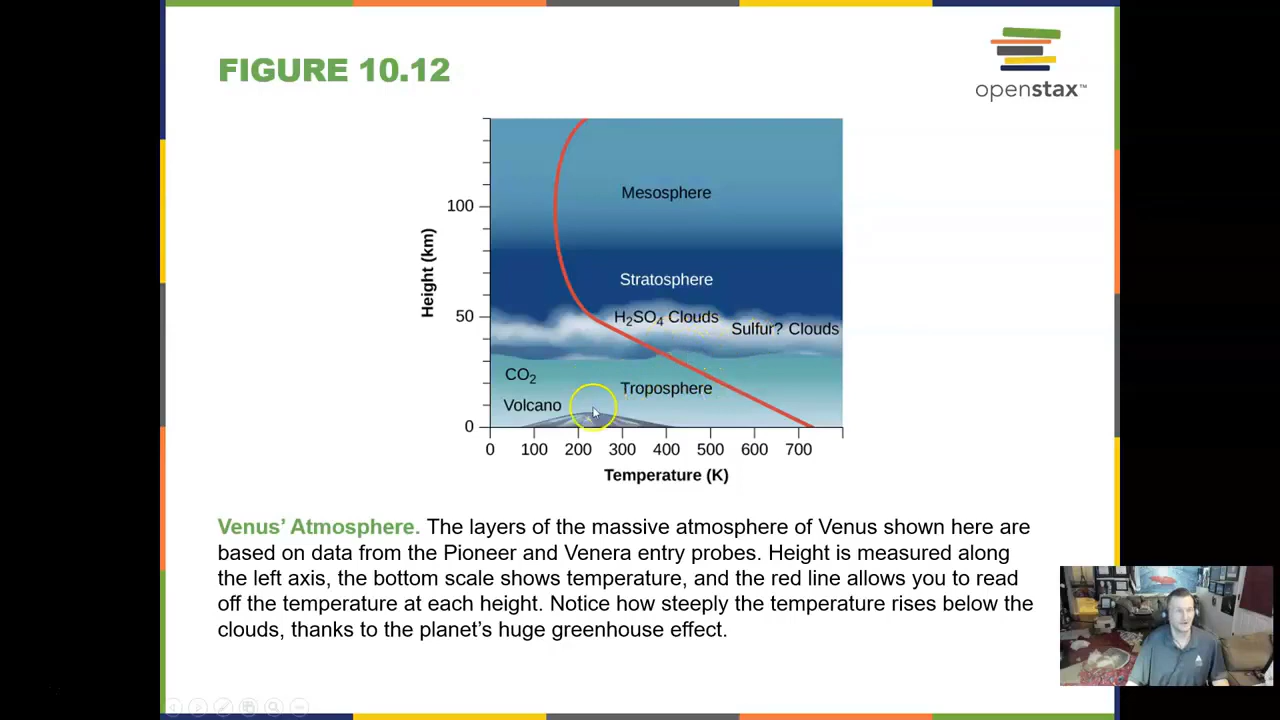 FIGURE 10.12
openstax™
Mesosphere
100
Stratosphere
Height (km)
50
H₂SO₄ Clouds
Sulfur? Clouds
CO₂
Troposphere
Volcano
0
0 100 200 300 400 500 600 700
Temperature (K)
Venus’ Atmosphere. The layers of the massive atmosphere of Venus shown here are
based on data from the Pioneer and Venera entry probes. Height is measured along
the left axis, the bottom scale shows temperature, and the red line allows you to read
off the temperature at each height. Notice how steeply the temperature rises below the
clouds, thanks to the planet’s huge greenhouse effect.